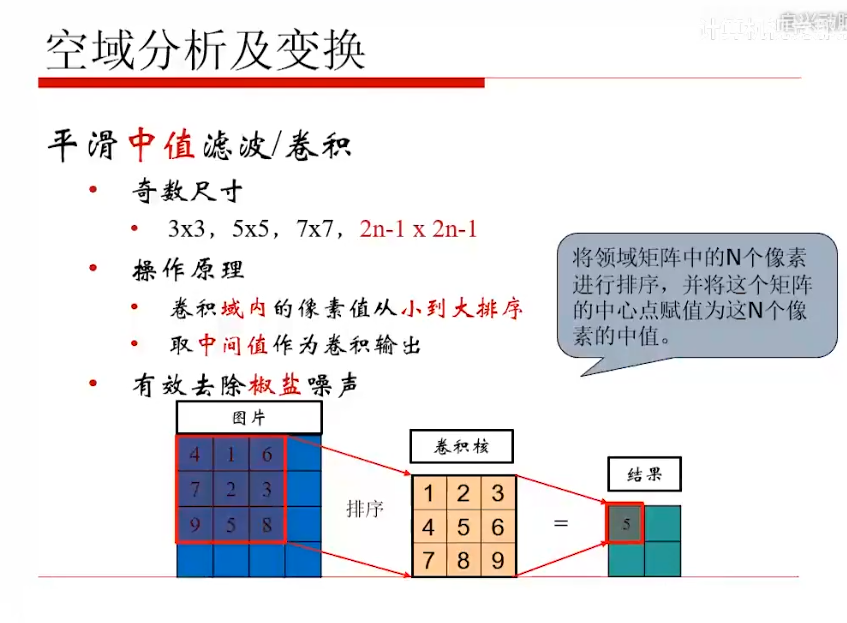 空域分析及变换
平滑中值滤波/卷积
• 奇数尺寸
• 3x3，5x5，7x7，2n-1 x 2n-1
• 操作原理
• 卷积域内的像素值从小到大排序
• 取中间值作为卷积输出
• 有效去除椒盐噪声
将领域矩阵中的N个像素
进行排序，并将这个矩阵
的中心点赋值为这N个像
素的中值。
图片
4 1 6
7 2 3
9 5 8
排序
卷积核
1 2 3
4 5 6
7 8 9
=
结果
5